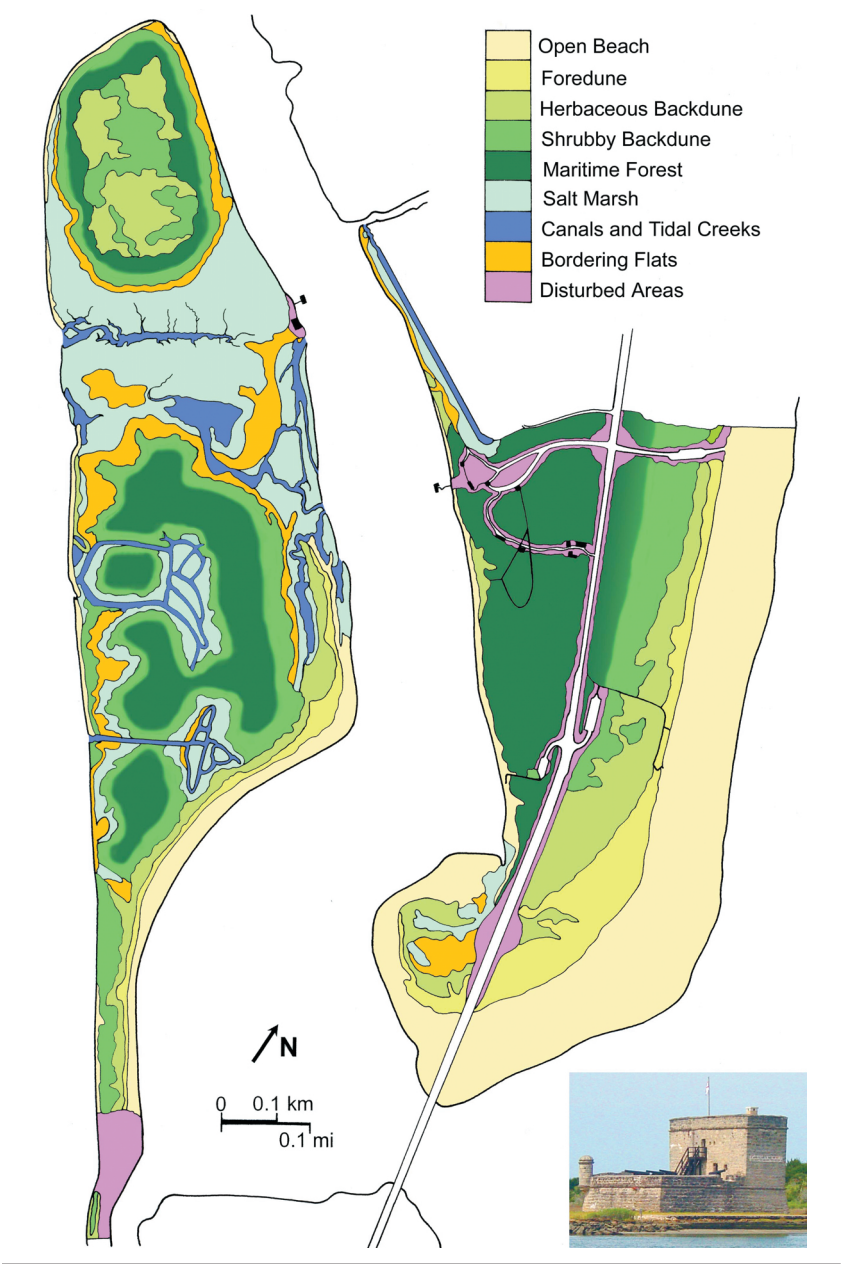 Open Beach
Foredune
Herbaceous Backdune
Shrubby Backdune
Maritime Forest
Salt Marsh
Canals and Tidal Creeks
Bordering Flats
Disturbed Areas
N
0 0.1 km
0.1 mi